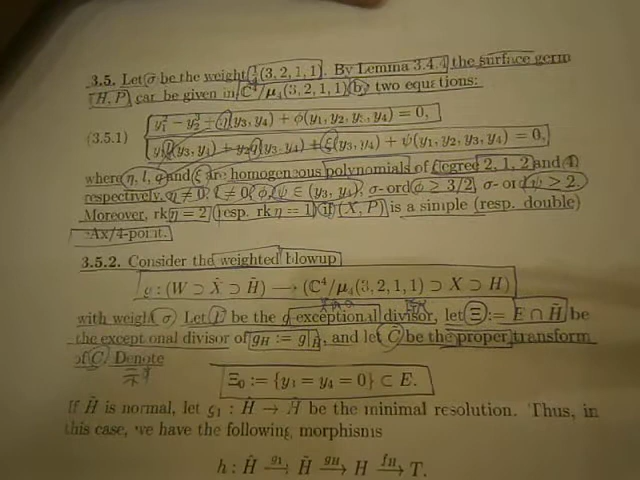 3.5. Let σ be the weight ¼(3, 2, 1, 1). By Lemma 3.4.4 the surface germ
(H, P) can be given in ℂ⁴/μ₄(3, 2, 1, 1) by two equations:
(3.5.1)
y₁² − y₂³ + η(y₃, y₄) + φ(y₁, y₂, y₃, y₄) = 0,
(y₃, y₄) + y₂ (y₃, y₄) + ξ(y₃, y₄) + ψ(y₁, y₂, y₃, y₄) = 0,
where η, l, q and ξ are homogeneous polynomials of degree 2, 1, 2 and 4
respectively, η ≠ 0, l ≠ 0, φ, ψ ∈ (y₃, y₄), σ-ord φ ≥ 3/2, σ-ord ψ ≥ 2.
Moreover, rk η = 2 (resp. rk η = 1) if (X, P) is a simple (resp. double)
cAx/4-point.
3.5.2. Consider the weighted blowup
g : (W ⊃ X̃ ⊃ H̃) ⟶ (ℂ⁴/μ₄(3, 2, 1, 1) ⊃ X ⊃ H)
with weight σ. Let E be the g-exceptional divisor, let Ξ := E ∩ H̃ be
the exceptional divisor of g_H := g|_H̃, and let C̃ be the proper transform
of C. Denote
Ξ₀ := {y₁ = y₄ = 0} ⊂ E.
If H̃ is normal, let g₁ : Ĥ → H̃ be the minimal resolution. Thus, in
this case, we have the following morphisms
h : Ĥ —g₁→ H̃ —g_H→ H —f_H→ T.